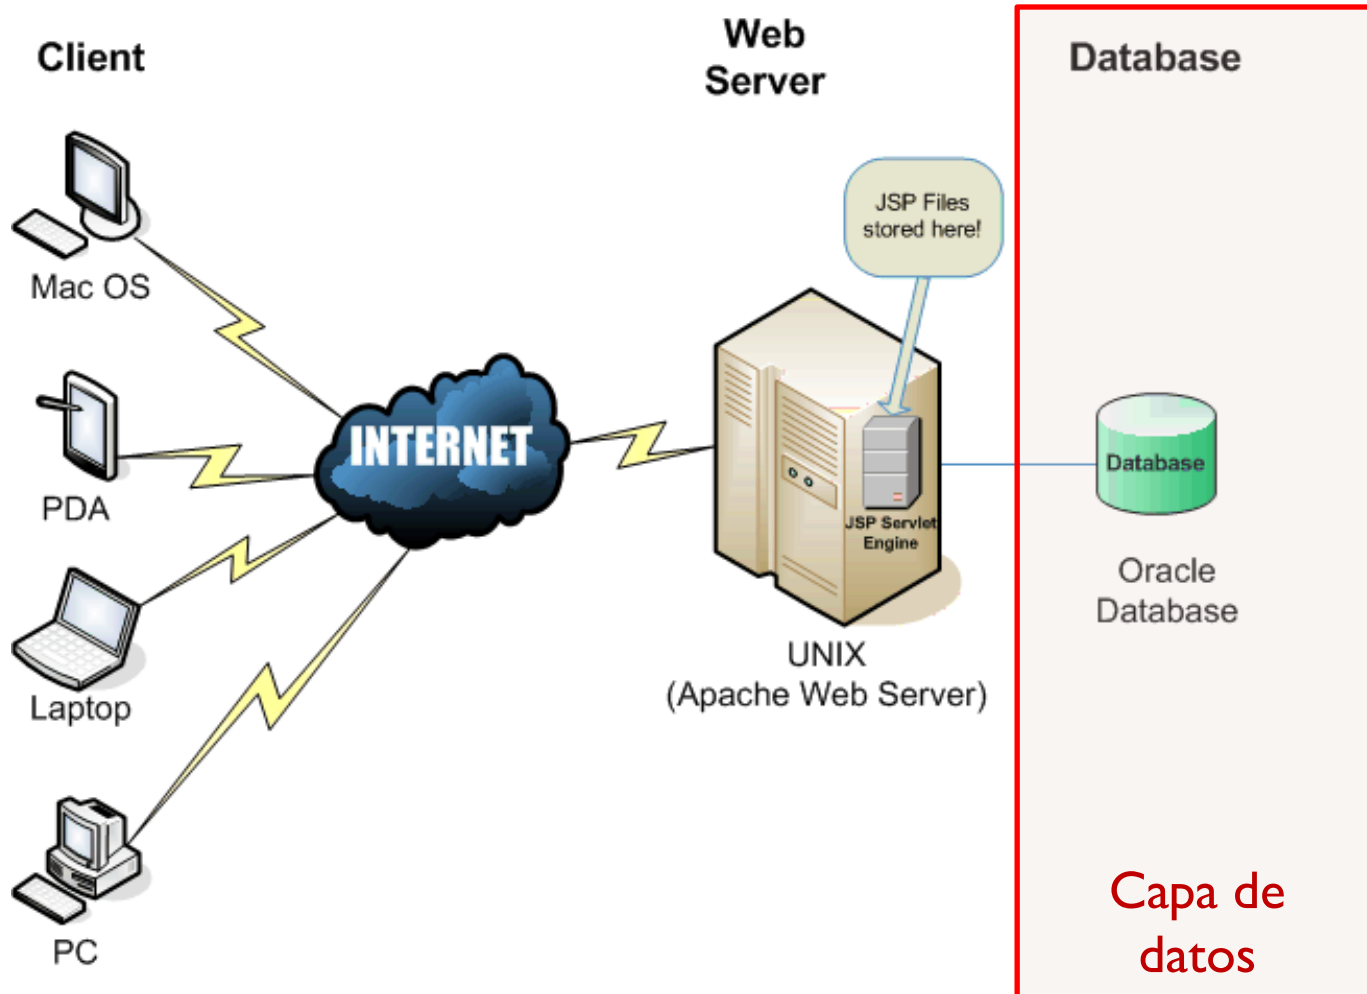 Client
Web
Server
Database
JSP Files
stored here!
Mac OS
INTERNET
PDA
Database
JSP Servlet
Engine
Oracle
Database
Laptop
UNIX
(Apache Web Server)
PC
Capa de
datos